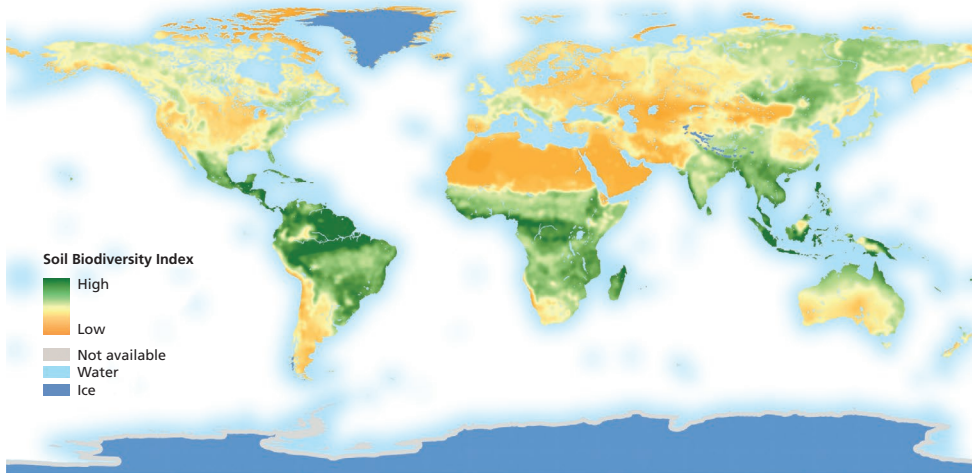 Soil Biodiversity Index
High
Low
Not available
Water
Ice